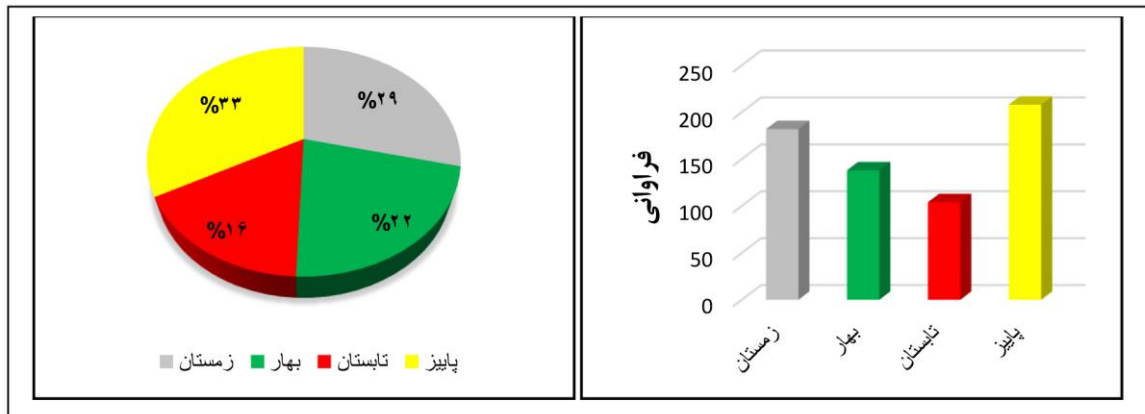 %۲۹
%۲۲
%۱۶
%۳۳
زمستان بهار تابستان پاییز
فراوانی
250
200
150
100
50
0
زمستان
بهار
تابستان
پاییز